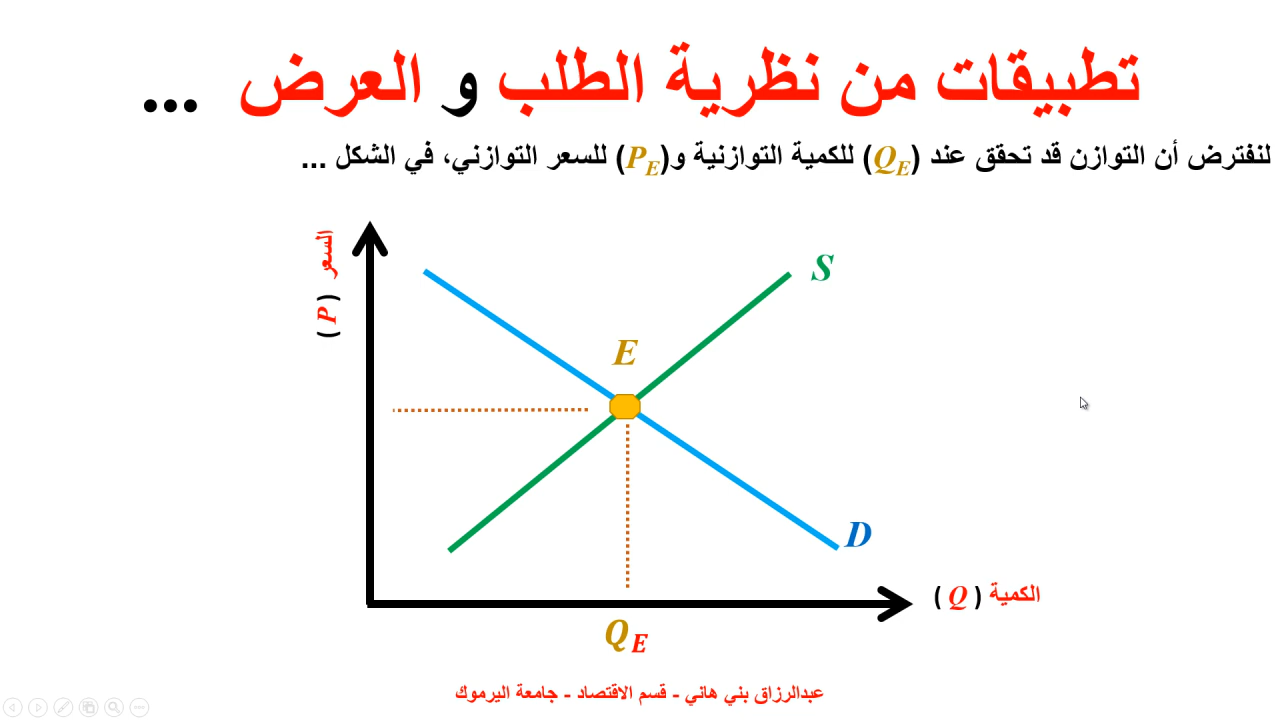 تطبيقات من نظرية الطلب و العرض ...
لنفترض أن التوازن قد تحقق عند (QE) للكمية التوازنية و(PE) للسعر التوازني، في الشكل ...
السعر ( P )
S
E
D
الكمية ( Q )
QE
عبدالرزاق بني هاني - قسم الاقتصاد - جامعة اليرموك